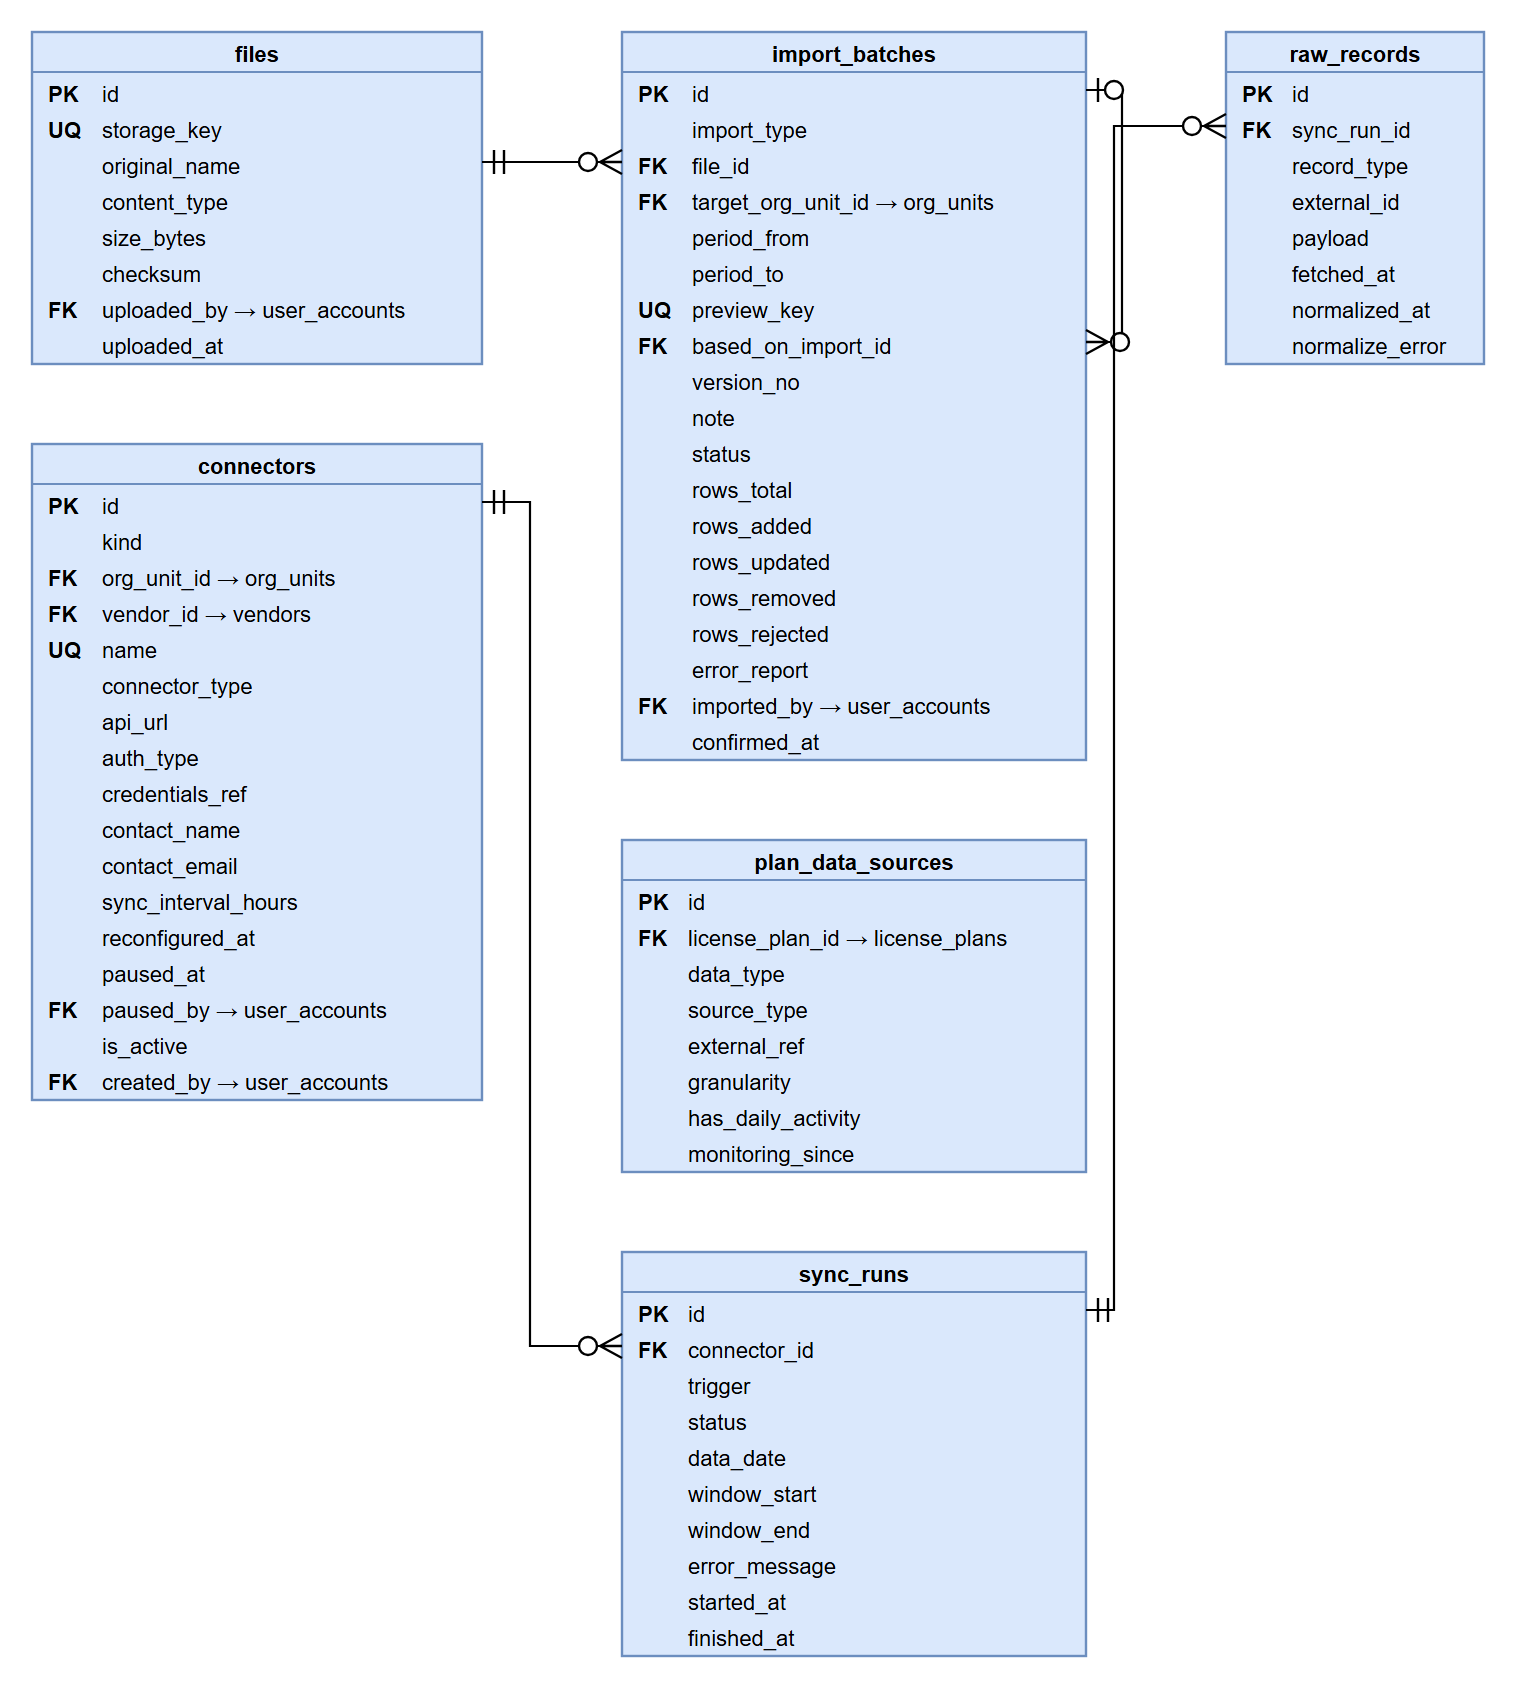 files
PK id
UQ storage_key
original_name
content_type
size_bytes
checksum
FK uploaded_by → user_accounts
uploaded_at
import_batches
PK id
import_type
FK file_id
FK target_org_unit_id → org_units
period_from
period_to
UQ preview_key
FK based_on_import_id
version_no
note
status
rows_total
rows_added
rows_updated
rows_removed
rows_rejected
error_report
FK imported_by → user_accounts
confirmed_at
raw_records
PK id
FK sync_run_id
record_type
external_id
payload
fetched_at
normalized_at
normalize_error
connectors
PK id
kind
FK org_unit_id → org_units
FK vendor_id → vendors
UQ name
connector_type
api_url
auth_type
credentials_ref
contact_name
contact_email
sync_interval_hours
reconfigured_at
paused_at
FK paused_by → user_accounts
is_active
FK created_by → user_accounts
plan_data_sources
PK id
FK license_plan_id → license_plans
data_type
source_type
external_ref
granularity
has_daily_activity
monitoring_since
sync_runs
PK id
FK connector_id
trigger
status
data_date
window_start
window_end
error_message
started_at
finished_at